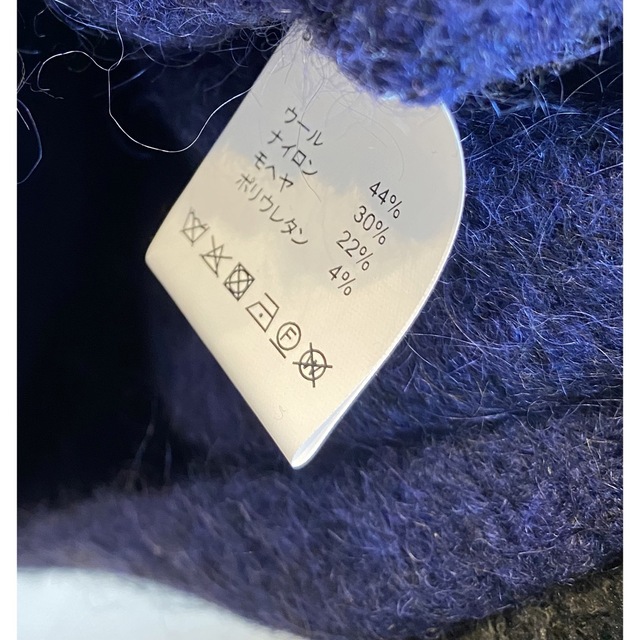 ウール 44%
ナイロン 30%
モヘヤ 22%
ポリウレタン 4%
F W